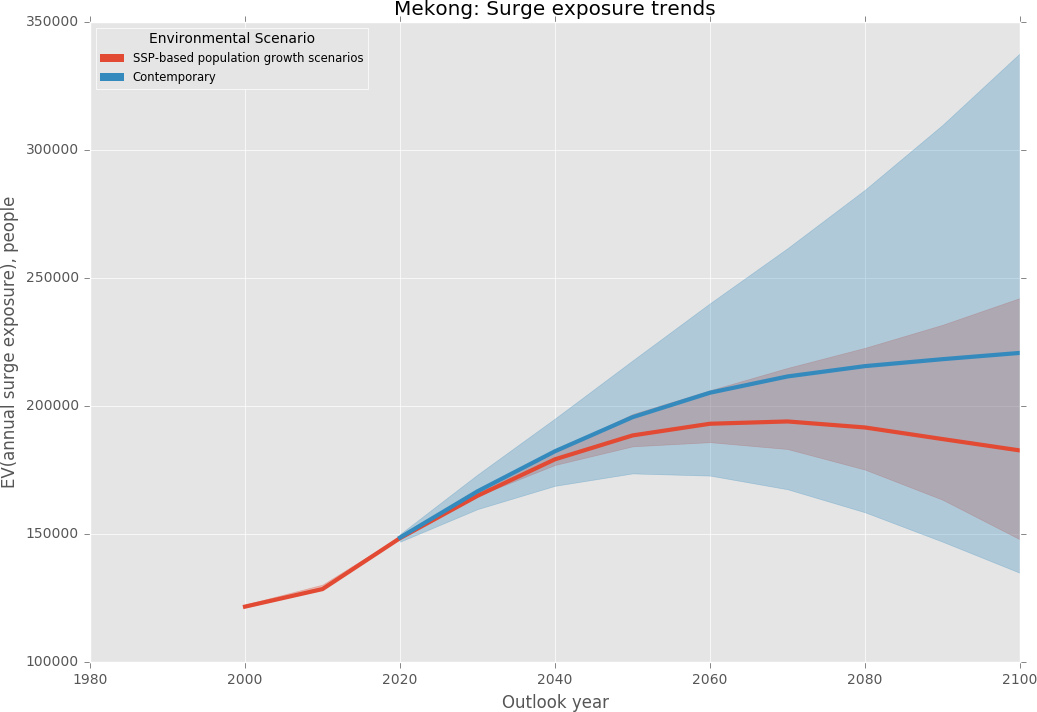 Mekong: Surge exposure trends
350000
300000
250000
200000
150000
100000
EV(annual surge exposure), people
Environmental Scenario
SSP-based population growth scenarios
Contemporary
1980 2000 2020 2040 2060 2080 2100
Outlook year